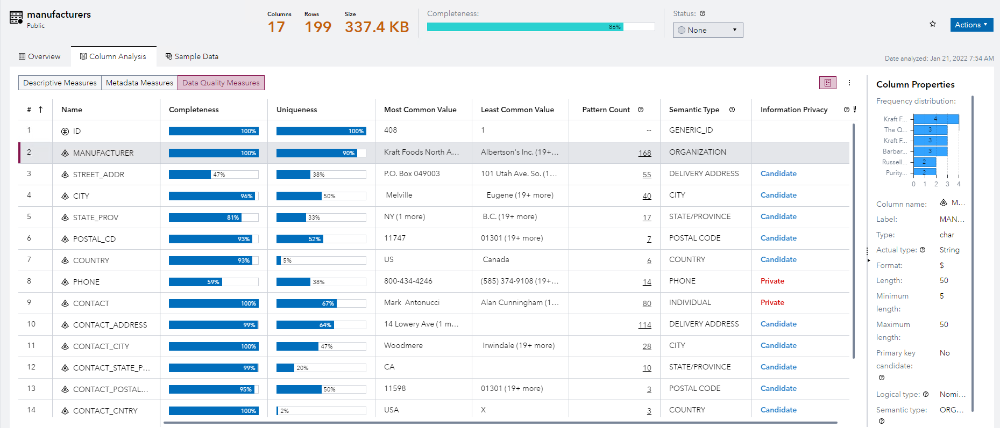 manufacturers
Public
Columns Rows Size
17 199 337.4 KB
Completeness:
86%
Status:
None
Actions
Overview Column Analysis Sample Data
Date analyzed: Jan 21, 2022 7:54 AM
Descriptive Measures Metadata Measures Data Quality Measures
# Name Completeness Uniqueness Most Common Value Least Common Value Pattern Count Semantic Type Information Privacy
1 ID 100% 100% 408 1 -- GENERIC_ID
2 MANUFACTURER 100% 90% Kraft Foods North A... Albertson's Inc. (19+... 168 ORGANIZATION
3 STREET_ADDR 47% 38% P.O. Box 049003 101 Utah Ave. So. (1... 55 DELIVERY ADDRESS Candidate
4 CITY 96% 50% Melville Eugene (19+ more) 40 CITY Candidate
5 STATE_PROV 81% 33% NY (1 more) B.C. (19+ more) 17 STATE/PROVINCE Candidate
6 POSTAL_CD 93% 52% 11747 01301 (19+ more) 7 POSTAL CODE Candidate
7 COUNTRY 93% 5% US Canada 6 COUNTRY Candidate
8 PHONE 59% 38% 800-434-4246 (585) 374-9108 (19+... 14 PHONE Private
9 CONTACT 100% 67% Mark Antonucci Alan Cunningham (1... 80 INDIVIDUAL Private
10 CONTACT_ADDRESS 99% 64% 14 Lowery Ave (1 m... 114 DELIVERY ADDRESS Candidate
11 CONTACT_CITY 100% 47% Woodmere Irwindale (19+ more) 28 CITY Candidate
12 CONTACT_STATE_P... 99% 20% CA 10 STATE/PROVINCE Candidate
13 CONTACT_POSTAL... 95% 50% 11598 01301 (19+ more) 3 POSTAL CODE Candidate
14 CONTACT_CNTRY 100% 2% USA X 3 COUNTRY Candidate
Column Properties
Frequency distribution:
Kraft F... 4
The Q... 3
Kraft F... 3
Barbar... 3
Russell... 2
Purity... 2
0 1 2 3 4
Column name: M...
Label: MAN...
Type: char
Actual type: String
Format: $
Length: 50
Minimum 5
length:
Maximum 50
length:
Primary key No
candidate:
Logical type: Nomi...
Semantic type: ORG...